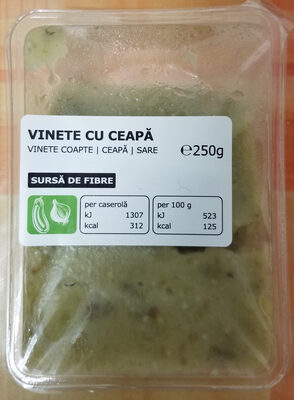 VINETE CU CEAPĂ
VINETE COAPTE | CEAPĂ | SARE
℮250g
SURSĂ DE FIBRE
per caserolă
kJ 1307
kcal 312
per 100 g
kJ 523
kcal 125